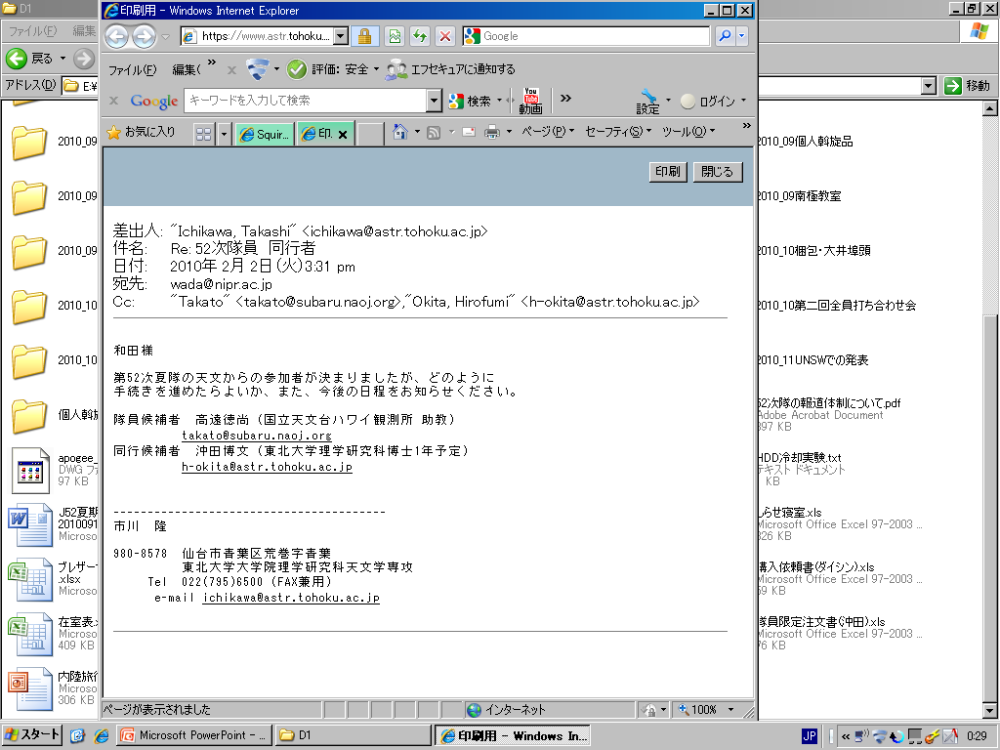 D1
印刷用 - Windows Internet Explorer
ファイル(F) 編集
https://www.astr.tohoku....
Google
戻る
ファイル(F) 編集( » 評価: 安全 エフセキュアに通知する
アドレス(D) E:¥
移動
Google キーワードを入力して検索 検索 You Tube 動画 » 設定 ログイン
お気に入り Squir... 印. ページ(P) セーフティ(S) ツール(O) »
印刷 閉じる
差出人: "Ichikawa, Takashi" <ichikawa@astr.tohoku.ac.jp>
件名: Re: 52次隊員 同行者
日付: 2010年 2月 2日(火)3:31 pm
宛先: wada@nipr.ac.jp
Cc: "Takato" <takato@subaru.naoj.org>,"Okita, Hirofumi" <h-okita@astr.tohoku.ac.jp>
和田様
第52次夏隊の天文からの参加者が決まりましたが、どのように
手続きを進めたらよいか、また、今後の日程をお知らせください。
隊員候補者 高遠徳尚(国立天文台ハワイ観測所 助教)
takato@subaru.naoj.org
同行候補者 沖田博文(東北大学理学研究科博士1年予定)
h-okita@astr.tohoku.ac.jp
----------------------------------------
市川 隆
980-8578 仙台市青葉区荒巻字青葉
東北大学大学院理学研究科天文学専攻
Tel 022(795)6500 (FAX兼用)
e-mail ichikawa@astr.tohoku.ac.jp
2010_09
2010_09
2010_09
2010_10
2010_10
個人斡旋
apogee_
DWG ファ
97 KB
J52夏期
2010091
Microso
ブレザー
.xlsx
Microso
在室表.x
Microso
409 KB
内陸旅行
Microso
306 KB
2010_09個人斡旋品
2010_09南極教室
2010_10梱包・大井埠頭
2010_10第二回全員打ち合わせ会
2010_11UNSWでの発表
52次隊の報道体制について.pdf
Adobe Acrobat Document
397 KB
HDD冷却実験.txt
テキスト ドキュメント
KB
しらせ寝室.xls
Microsoft Office Excel 97-2003 ...
326 KB
購入依頼書(ダイシン).xls
Microsoft Office Excel 97-2003 ...
59 KB
隊員限定注文書(沖田).xls
Microsoft Office Excel 97-2003 ...
76 KB
ページが表示されました インターネット 100%
スタート Microsoft PowerPoint - ... D1 印刷用 - Windows In... JP « 0:29